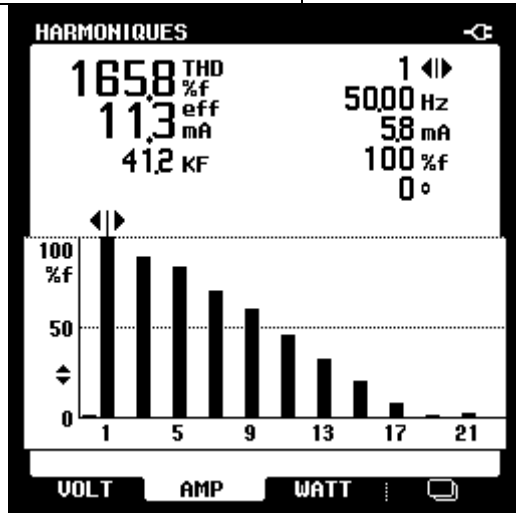 HARMONIQUES
165,8 THD %f
11,3 eff mA
41,2 KF
1
50,00 Hz
5,8 mA
100 %f
0 °
100
%f
50
0
1 5 9 13 17 21
VOLT AMP WATT